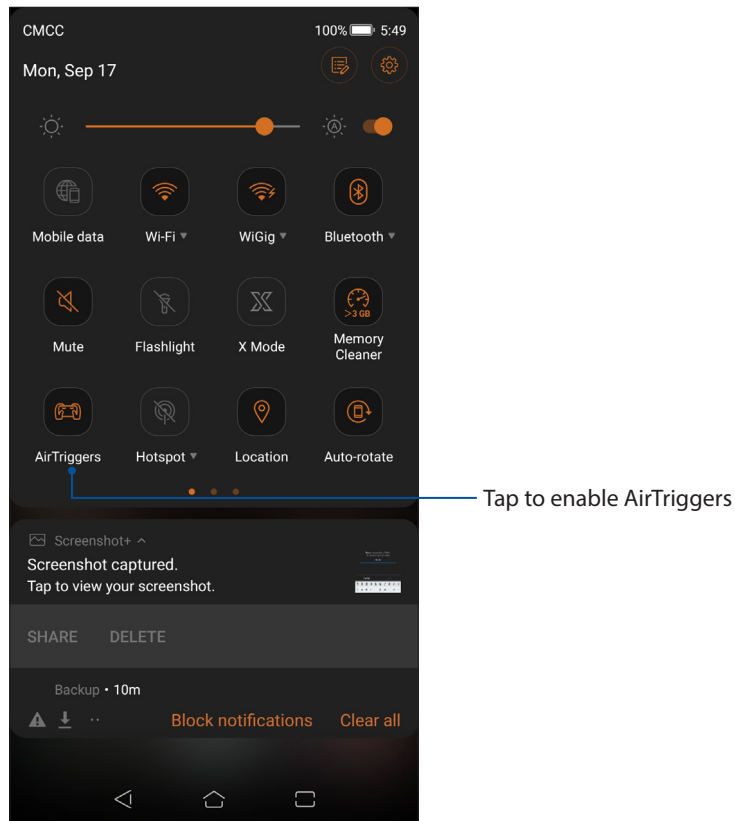 CMCC
100% 5:49
Mon, Sep 17
A
Mobile data
Wi-Fi
WiGig
Bluetooth
Mute
Flashlight
X Mode
>3 GB
Memory
Cleaner
AirTriggers
Hotspot
Location
Auto-rotate
Tap to enable AirTriggers
Screenshot+
Screenshot captured.
Tap to view your screenshot.
SHARE DELETE
Backup • 10m
Block notifications Clear all